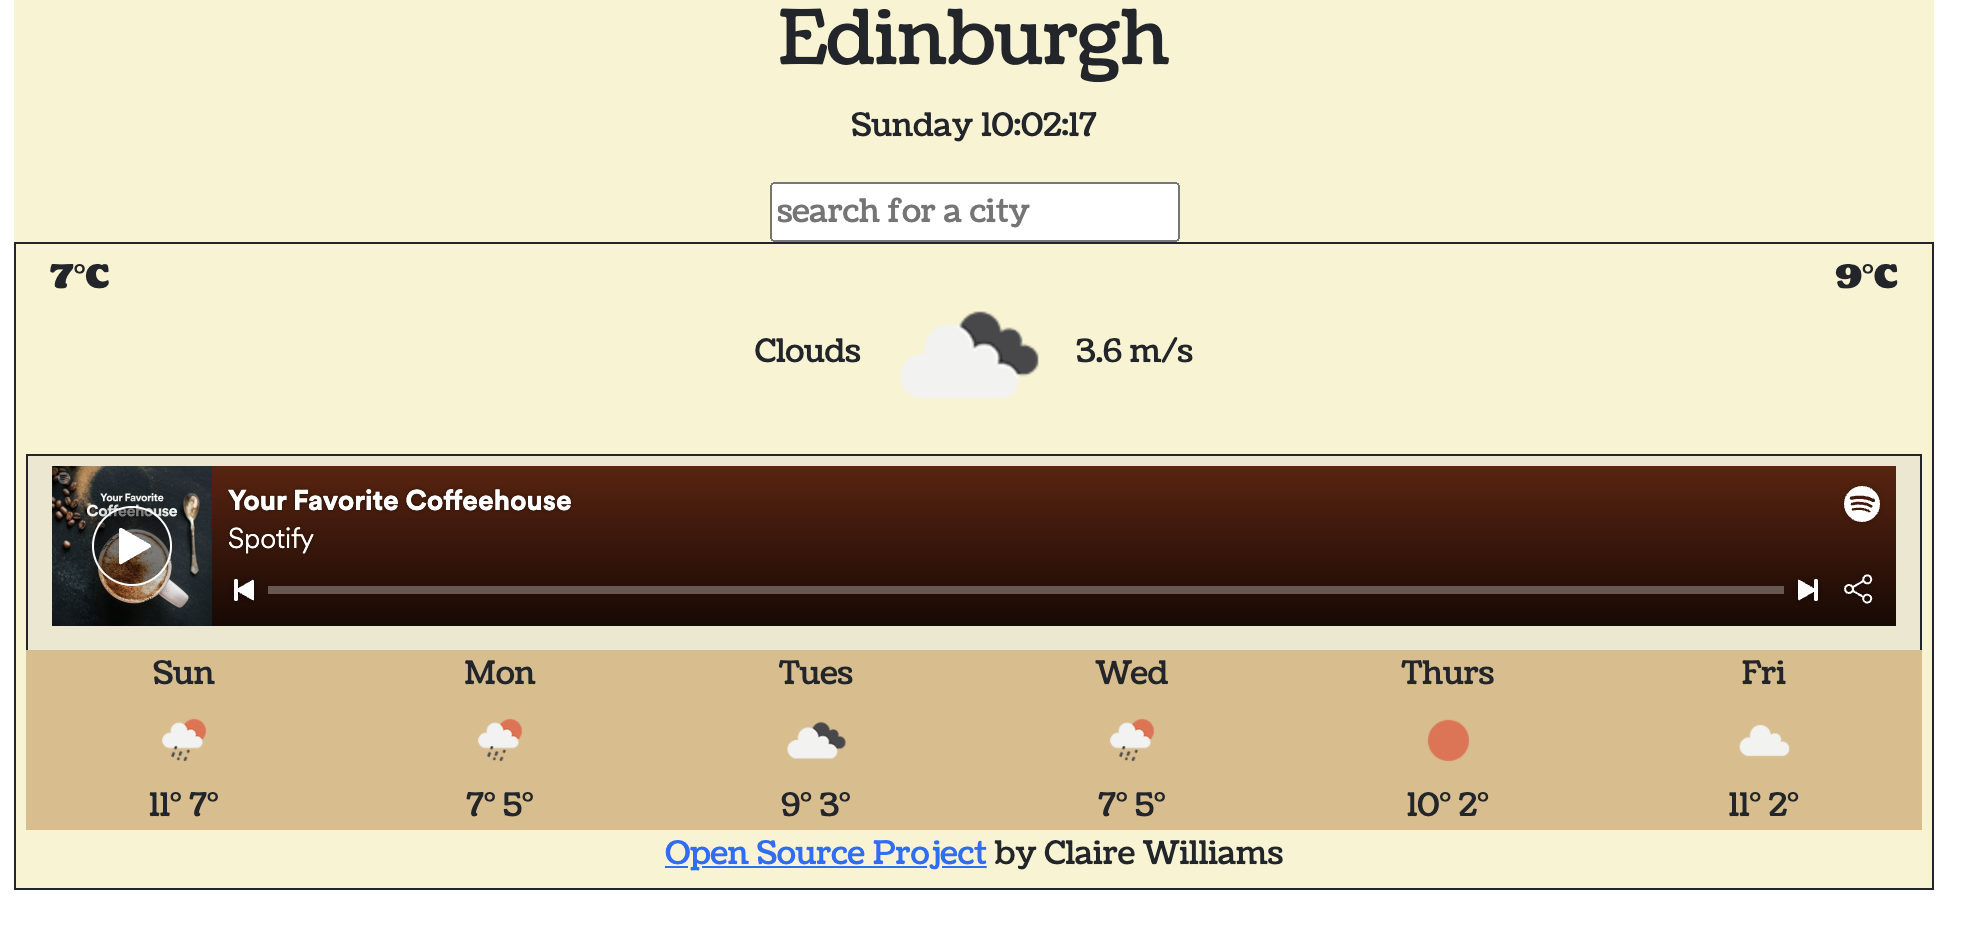 Edinburgh
Sunday 10:02:17
search for a city
7°C 9°C
Clouds 3.6 m/s
Your Favorite
Coffeehouse
Your Favorite Coffeehouse
Spotify
Sun Mon Tues Wed Thurs Fri
11° 7° 7° 5° 9° 3° 7° 5° 10° 2° 11° 2°
Open Source Project by Claire Williams